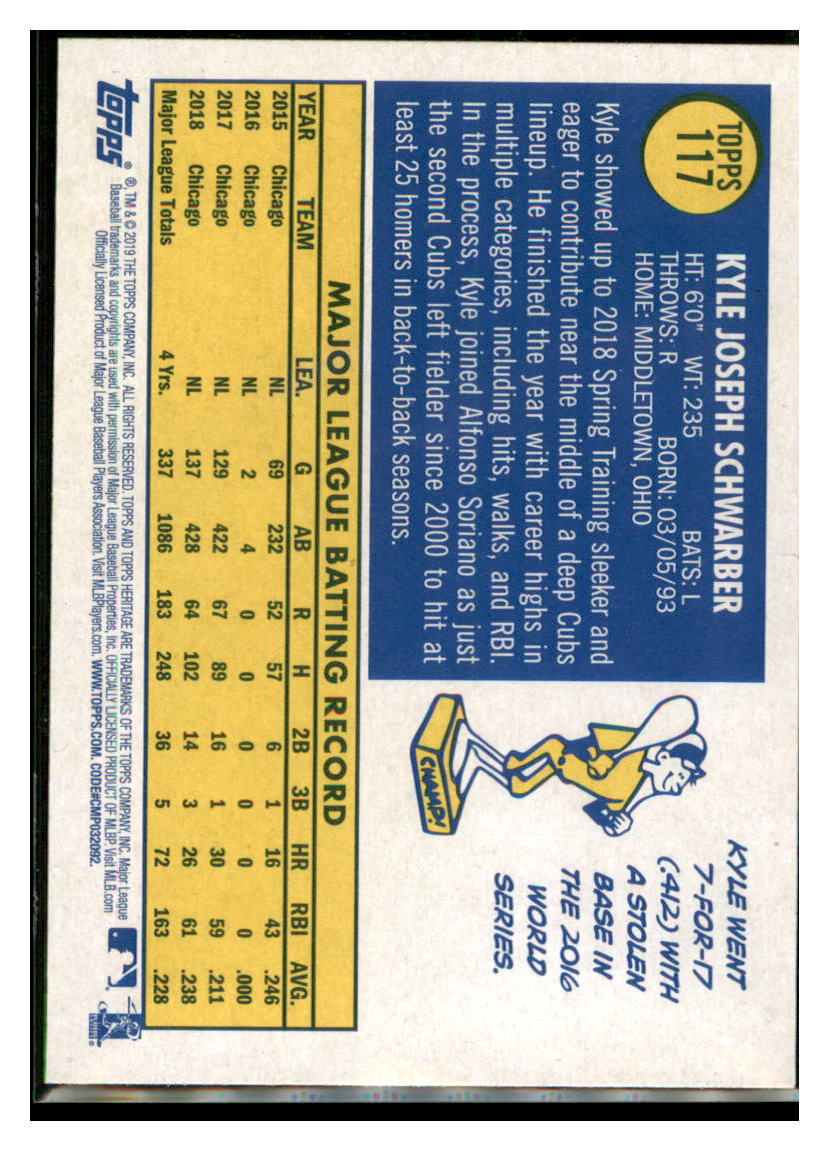 TOPPS
117
KYLE JOSEPH SCHWARBER
HT: 6'0" WT: 235 BATS: L
THROWS: R BORN: 03/05/93
HOME: MIDDLETOWN, OHIO
Kyle showed up to 2018 Spring Training sleeker and
eager to contribute near the middle of a deep Cubs
lineup. He finished the year with career highs in
multiple categories, including hits, walks, and RBI.
In the process, Kyle joined Alfonso Soriano as just
the second Cubs left fielder since 2000 to hit at
least 25 homers in back-to-back seasons.
KYLE WENT
7-FOR-17
(.412) WITH
A STOLEN
BASE IN
THE 2016
WORLD
SERIES.
CHAAMP!
MAJOR LEAGUE BATTING RECORD
YEAR TEAM LEA. G AB R H 2B 3B HR RBI AVG.
2015 Chicago NL 69 232 52 57 6 1 16 43 .246
2016 Chicago NL 2 4 0 0 0 0 0 0 .000
2017 Chicago NL 129 422 67 89 16 1 30 59 .211
2018 Chicago NL 137 428 64 102 14 3 26 61 .238
Major League Totals 4 Yrs. 337 1086 183 248 36 5 72 163 .228
topps®
®, TM & © 2019 THE TOPPS COMPANY, INC. ALL RIGHTS RESERVED. TOPPS AND TOPPS HERITAGE ARE TRADEMARKS OF THE TOPPS COMPANY, INC. Major League
Baseball trademarks and copyrights are used with permission of Major League Baseball Properties, Inc. OFFICIALLY LICENSED PRODUCT OF MLBP. Visit MLB.com
Officially Licensed Product of Major League Baseball Players Association. Visit MLBPlayers.com. WWW.TOPPS.COM. CODE#CMP032092.